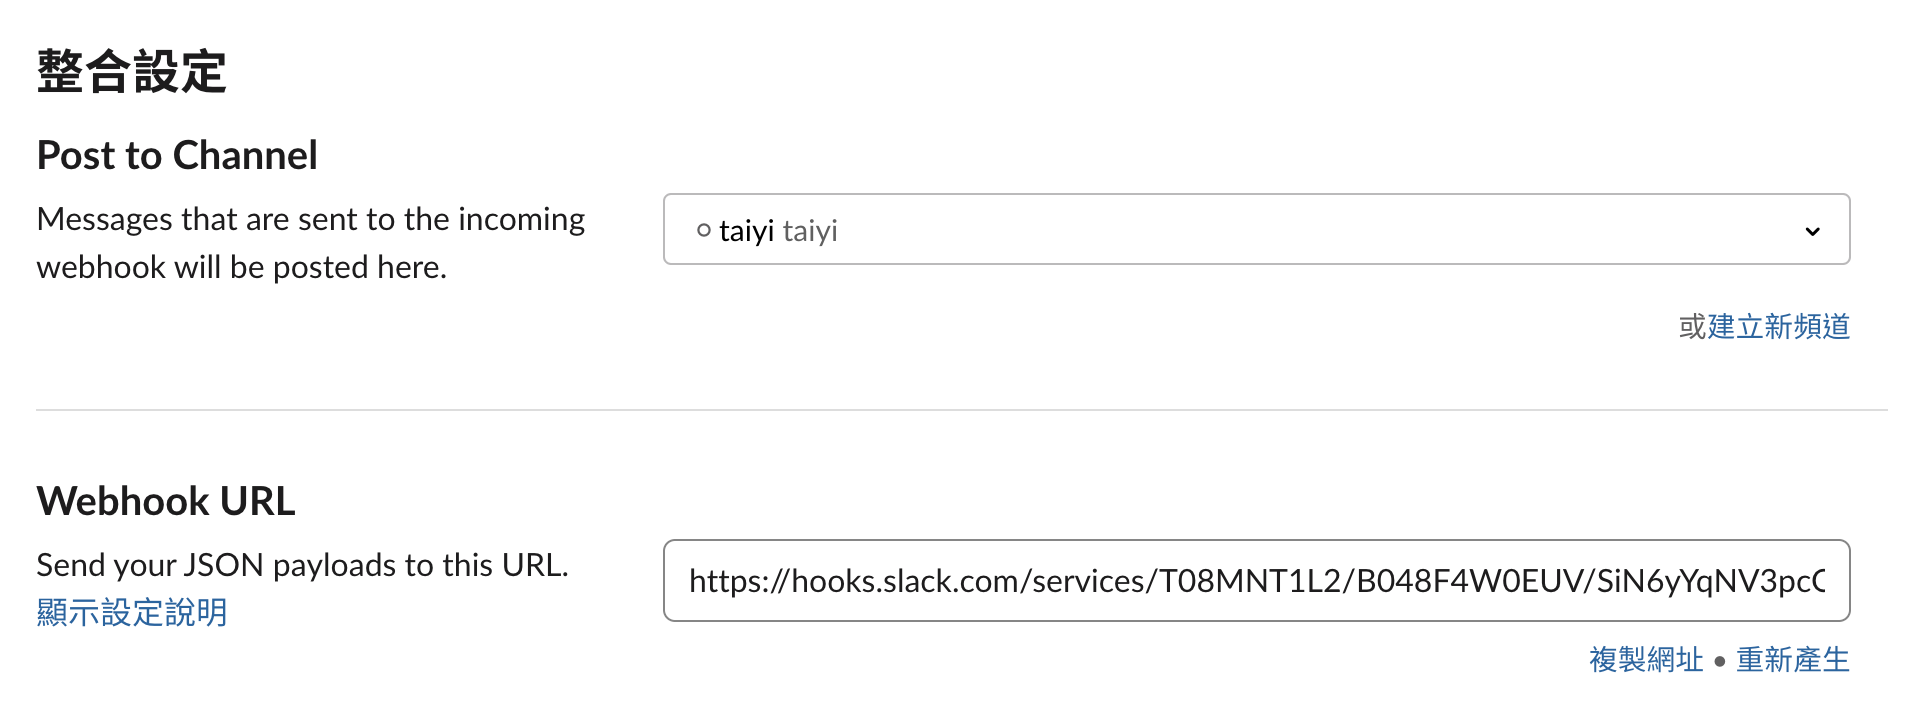 整合設定
Post to Channel
Messages that are sent to the incoming
webhook will be posted here.
taiyi taiyi
或建立新頻道
Webhook URL
Send your JSON payloads to this URL.
顯示設定說明
https://hooks.slack.com/services/T08MNT1L2/B048F4W0EUV/SiN6yYqNV3pcC
複製網址 • 重新產生